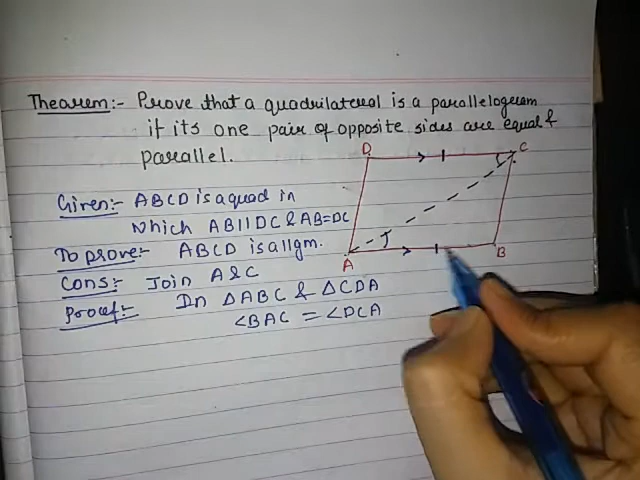 Thearem:- Prove that a quadrilateral is a parallelogram
if its one pair of opposite sides are equal &
parallel.
Given:- ABCD is a quad in
which AB||DC & AB=DC
To prove:- ABCD is a llgm.
Cons:- Join A & C
Proof:- In ΔABC & ΔCDA
∠BAC = ∠DCA
D
C
A
B